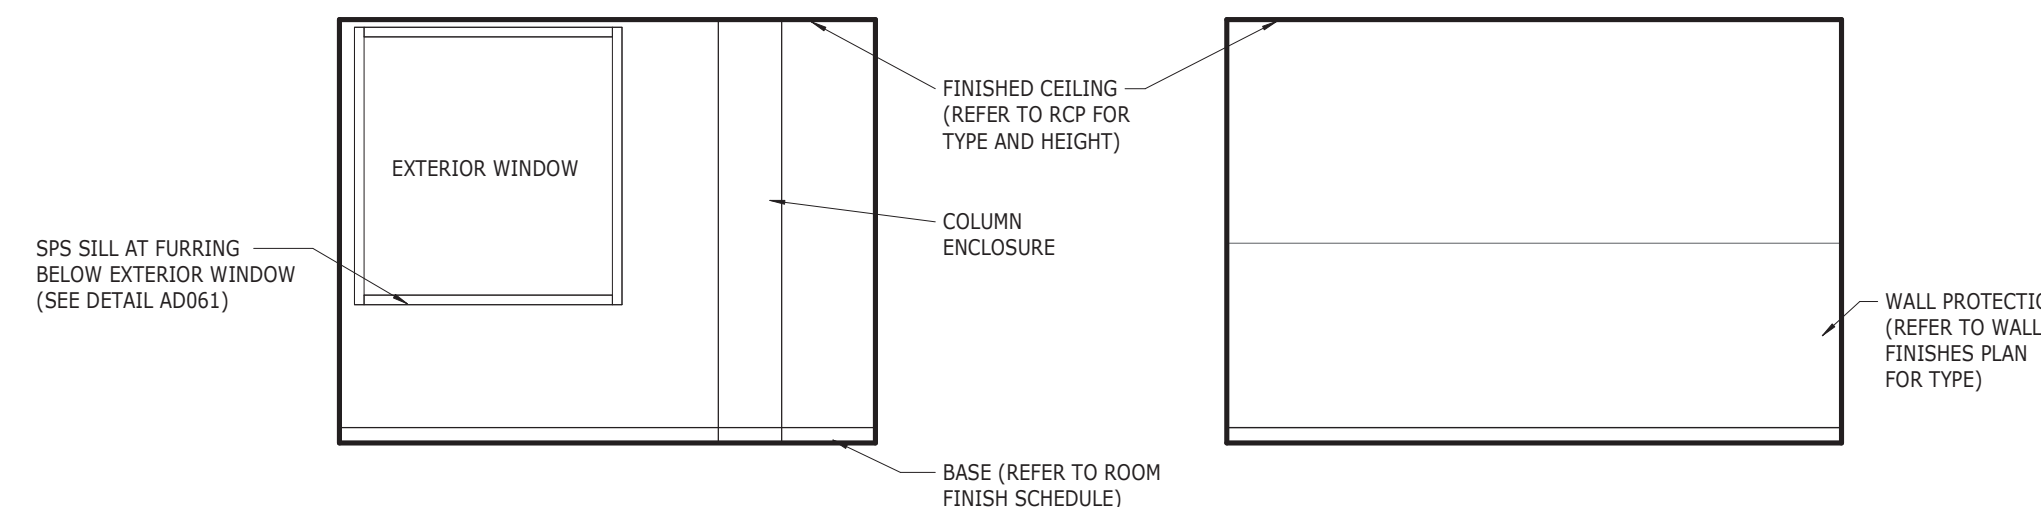 FINISHED CEILING
(REFER TO RCP FOR
TYPE AND HEIGHT)
EXTERIOR WINDOW
COLUMN
ENCLOSURE
SPS SILL AT FURRING
BELOW EXTERIOR WINDOW
(SEE DETAIL AD061)
WALL
(REFER TO WALL
FINISHES PLAN
FOR TYPE)
BASE (REFER TO ROOM
FINISH SCHEDULE)